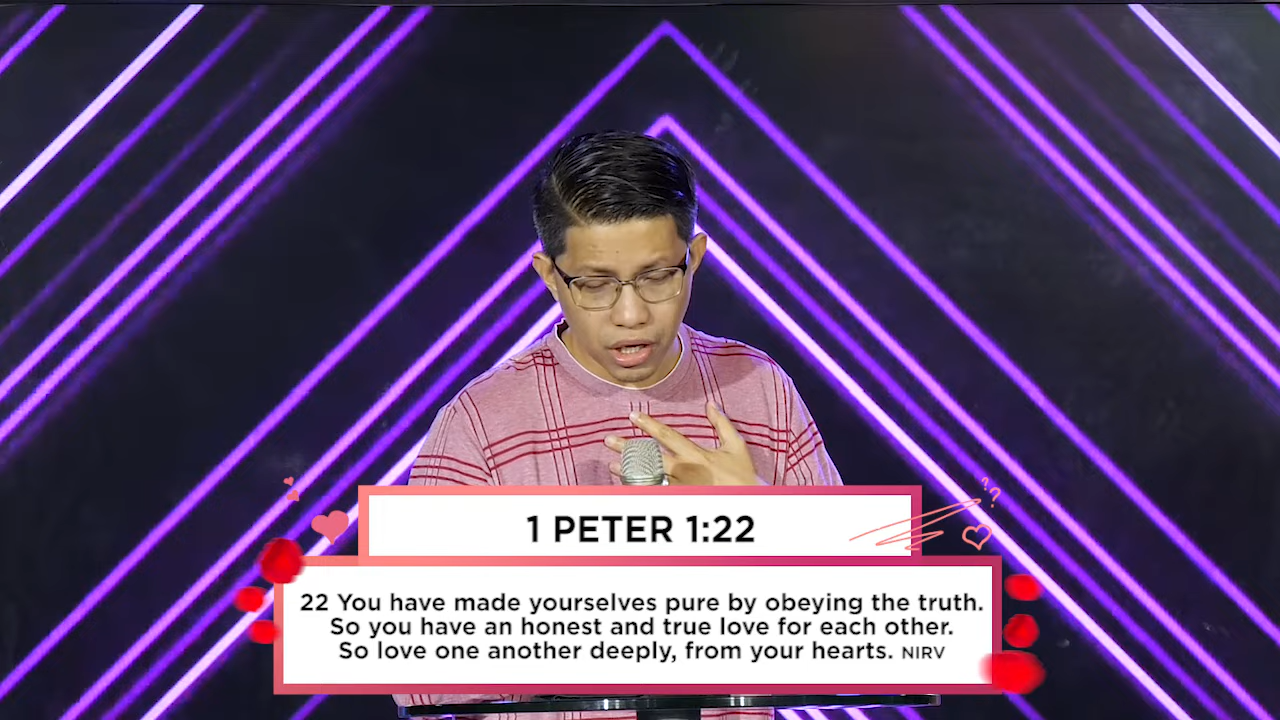 1 PETER 1:22
22 You have made yourselves pure by obeying the truth.
So you have an honest and true love for each other.
So love one another deeply, from your hearts. NIRV